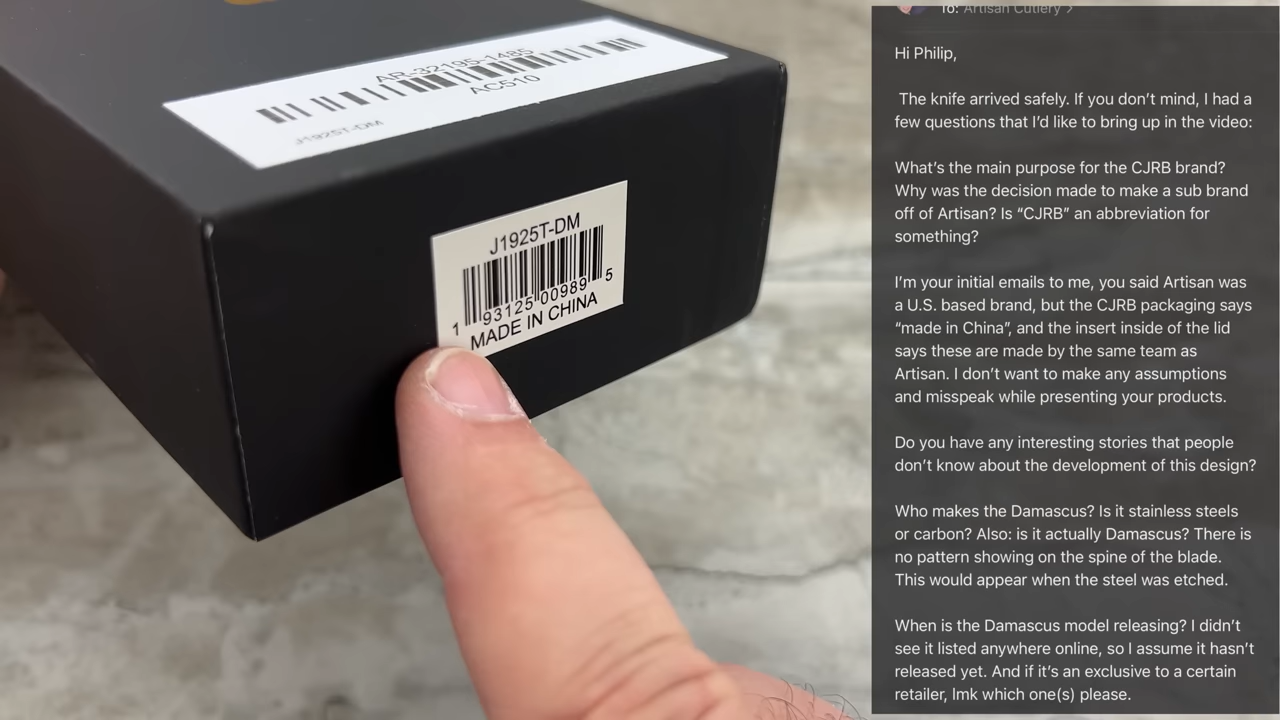 AR-32195-1485
AC510
J1925T-DM
J1925T-DM
1 93125 00989 5
MADE IN CHINA
To: Artisan Cutlery >
Hi Philip,
The knife arrived safely. If you don’t mind, I had a
few questions that I’d like to bring up in the video:
What’s the main purpose for the CJRB brand?
Why was the decision made to make a sub brand
off of Artisan? Is “CJRB” an abbreviation for
something?
I’m your initial emails to me, you said Artisan was
a U.S. based brand, but the CJRB packaging says
“made in China”, and the insert inside of the lid
says these are made by the same team as
Artisan. I don’t want to make any assumptions
and misspeak while presenting your products.
Do you have any interesting stories that people
don’t know about the development of this design?
Who makes the Damascus? Is it stainless steels
or carbon? Also: is it actually Damascus? There is
no pattern showing on the spine of the blade.
This would appear when the steel was etched.
When is the Damascus model releasing? I didn’t
see it listed anywhere online, so I assume it hasn’t
released yet. And if it’s an exclusive to a certain
retailer, lmk which one(s) please.